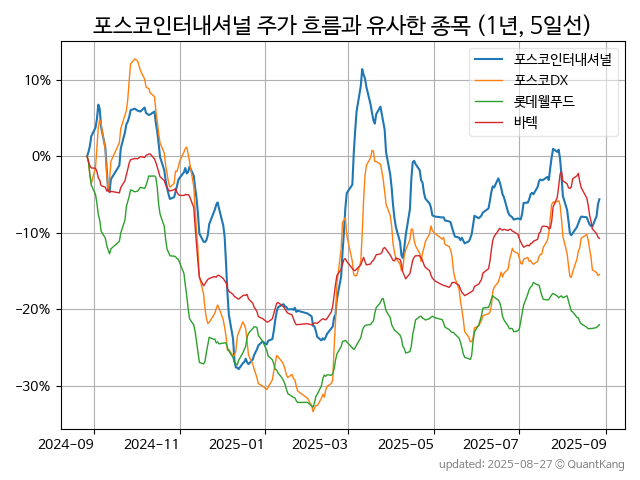 포스코인터내셔널 주가 흐름과 유사한 종목 (1년, 5일선)
포스코인터내셔널
포스코DX
롯데웰푸드
바텍
10%
0%
−10%
−20%
−30%
2024-09
2024-11
2025-01
2025-03
2025-05
2025-07
2025-09
updated: 2025-08-27 © QuantKang